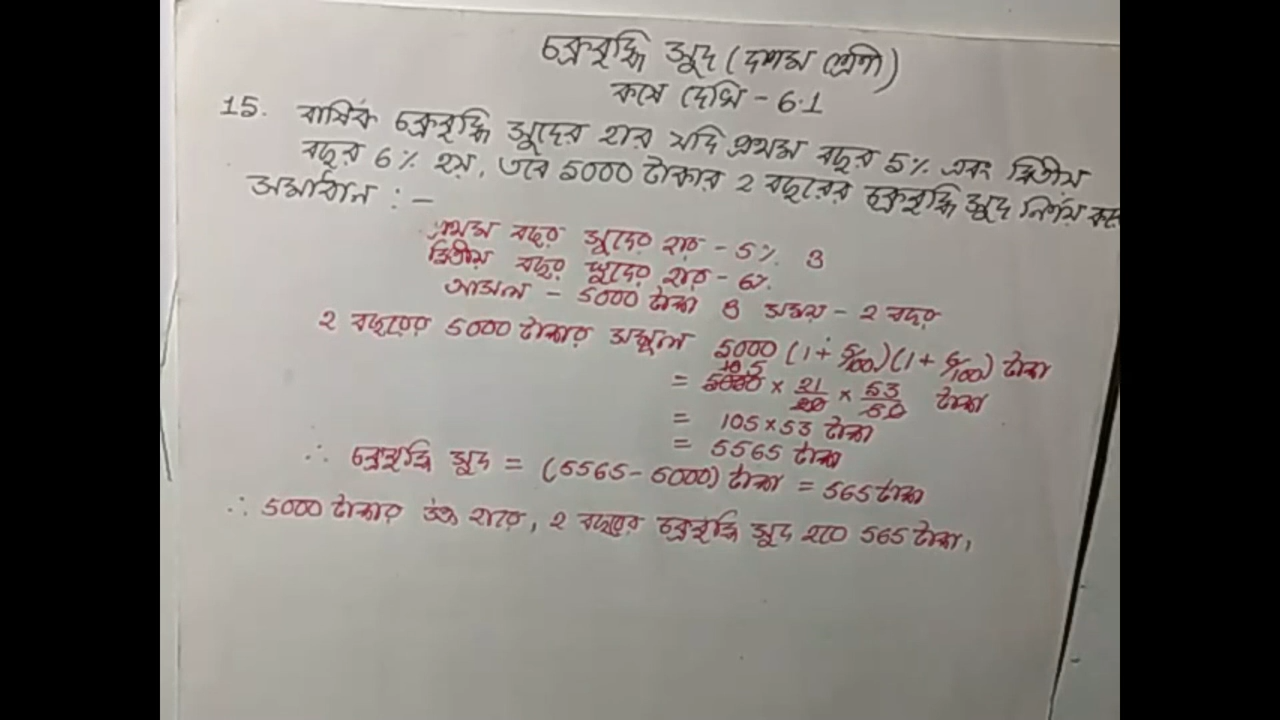 চক্রবৃদ্ধি সুদ (দশম শ্রেণী)
কষে দেখি - 6.1
15. বার্ষিক চক্রবৃদ্ধি সুদের হার যদি প্রথম বছর 5% এবং দ্বিতীয়
বছর 6% হয়, তবে 5000 টাকার 2 বছরের চক্রবৃদ্ধি সুদ নির্ণয় কর
সমাধান : -
প্রথম বছর সুদের হার - 5% ও
দ্বিতীয় বছর সুদের হার - 6%
আসল - 5000 টাকা ও সময় - 2 বছর
2 বছরের 5000 টাকার সমূল 5000 (1 + 5/100) (1 + 6/100) টাকা
= 5000 × 21/20 × 53/50 টাকা
= 105 × 53 টাকা
= 5565 টাকা
∴ চক্রবৃদ্ধি সুদ = (5565 - 5000) টাকা = 565 টাকা
∴ 5000 টাকার উক্ত হারে, 2 বছরের চক্রবৃদ্ধি সুদ হবে 565 টাকা,